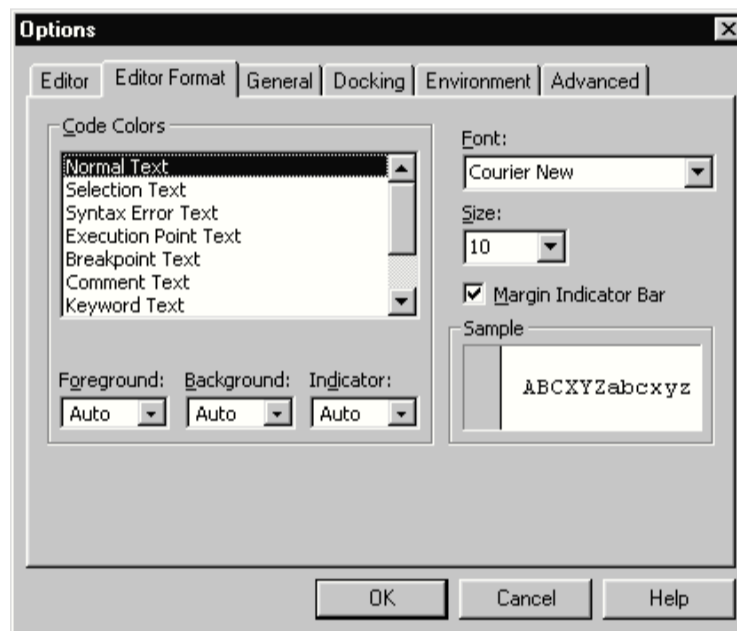 Options
Editor Editor Format General Docking Environment Advanced
Code Colors
Normal Text
Selection Text
Syntax Error Text
Execution Point Text
Breakpoint Text
Comment Text
Keyword Text
Foreground: Background: Indicator:
Auto Auto Auto
Font:
Courier New
Size:
10
Margin Indicator Bar
Sample
ABCXYZabcxyz
OK Cancel Help